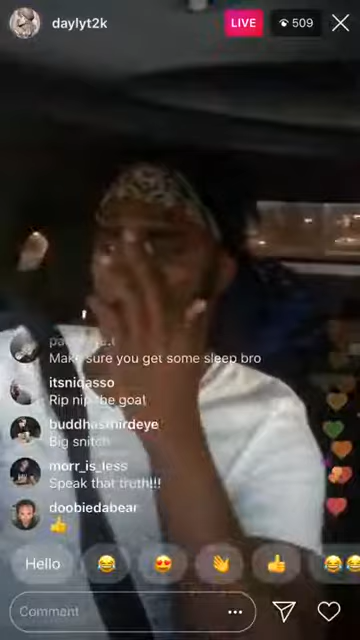 daylyt2k
LIVE
509
Make sure you get some sleep bro
itsnidasso
Rip nip the goat
Big snitch
morr_is_less
Speak that truth!!!
doobiedabear
Hello
Comment